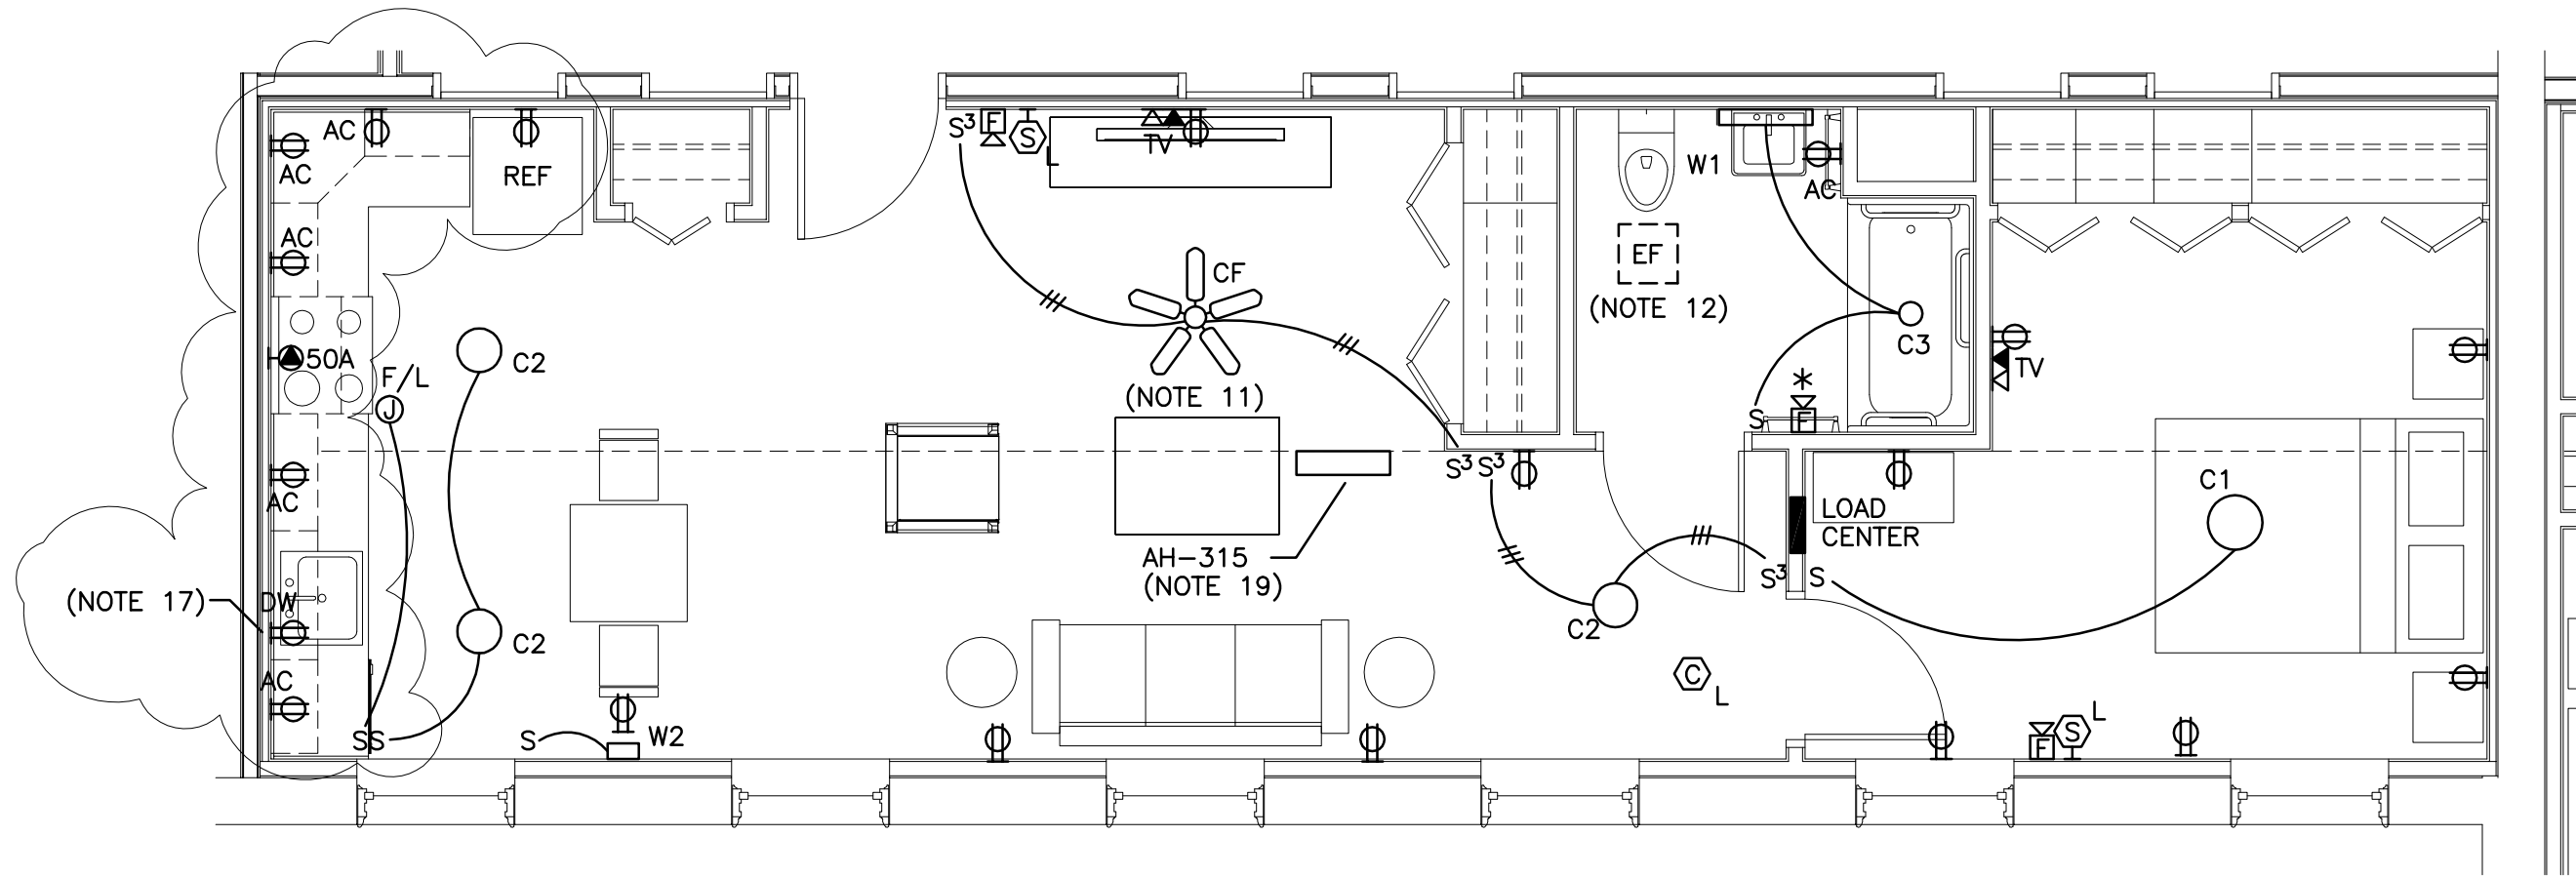 AC
AC
REF
AC
50A
F/L
J
C2
AC
(NOTE 17)
DW
AC
C2
SS
S
W2
S³
F
S
L
TV
CF
(NOTE 11)
AH-315
(NOTE 19)
S³
S³
C2
W1
AC
EF
(NOTE 12)
C3
S
*
F
TV
LOAD
CENTER
S³
S
C1
C
L
F
S
L